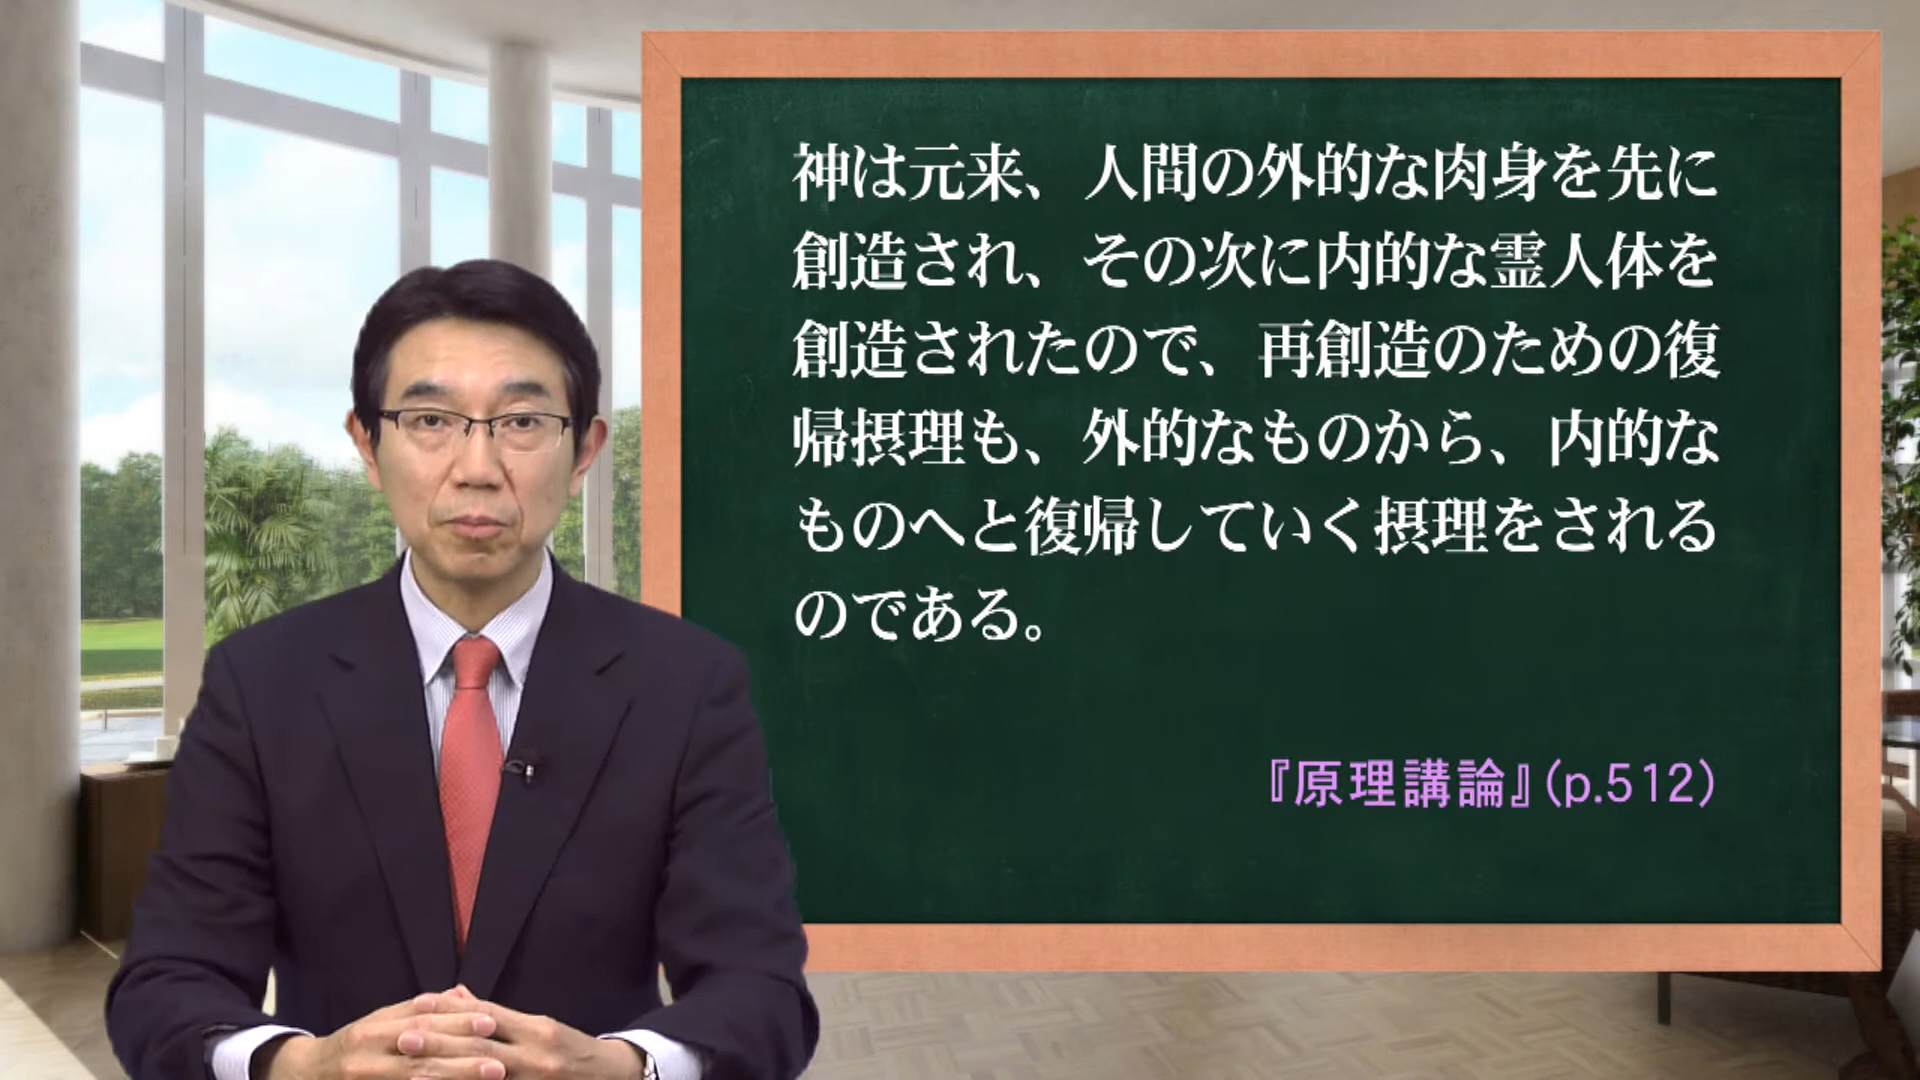 神は元来、人間の外的な肉身を先に
創造され、その次に内的な霊人体を
創造されたので、再創造のための復
帰摂理も、外的なものから、内的な
ものへと復帰していく摂理をされる
のである。
『原理講論』(p.512)